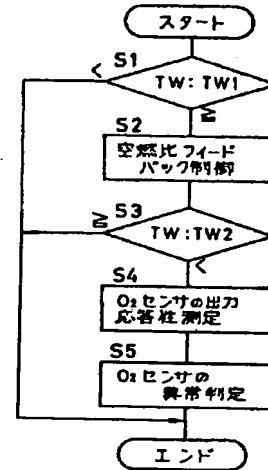 スタート
S1
<
TW:TW1
≧
S2
空燃比フィード
バック制御
≧
S3
TW:TW2
<
S4
O₂センサの出力
応答性測定
S5
O₂センサの
異常判定
エンド